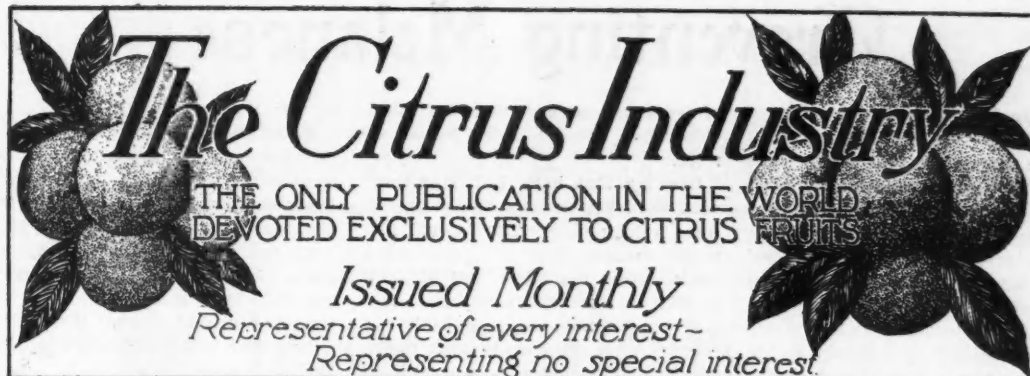 The Citrus Industry
THE ONLY PUBLICATION IN THE WORLD
DEVOTED EXCLUSIVELY TO CITRUS FRUITS
Issued Monthly
Representative of every interest~
Representing no special interest.